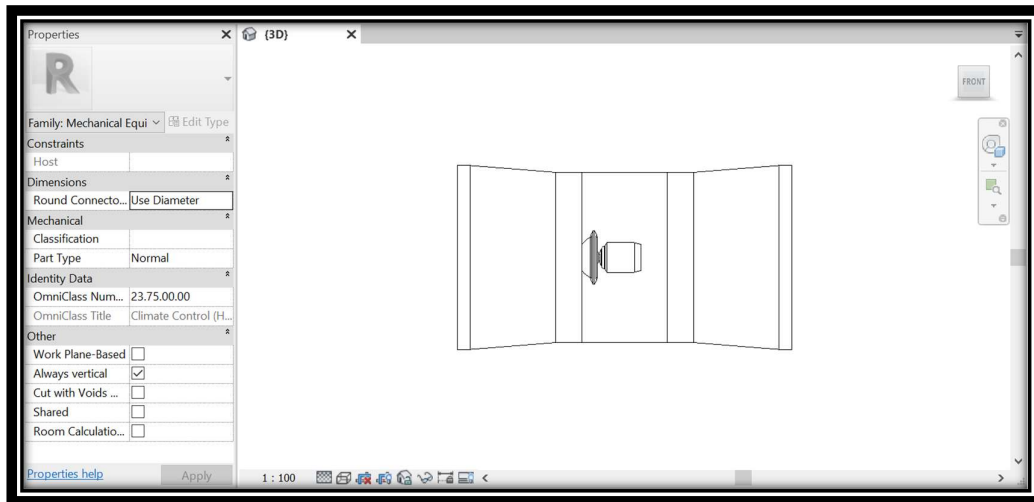 Properties
{3D}
R
Family: Mechanical Equi Edit Type
Constraints
Host
Dimensions
Round Connecto... Use Diameter
Mechanical
Classification
Part Type Normal
Identity Data
OmniClass Num... 23.75.00.00
OmniClass Title Climate Control (H...
Other
Work Plane-Based
Always vertical
Cut with Voids ...
Shared
Room Calculatio...
Properties help Apply
FRONT
1 : 100